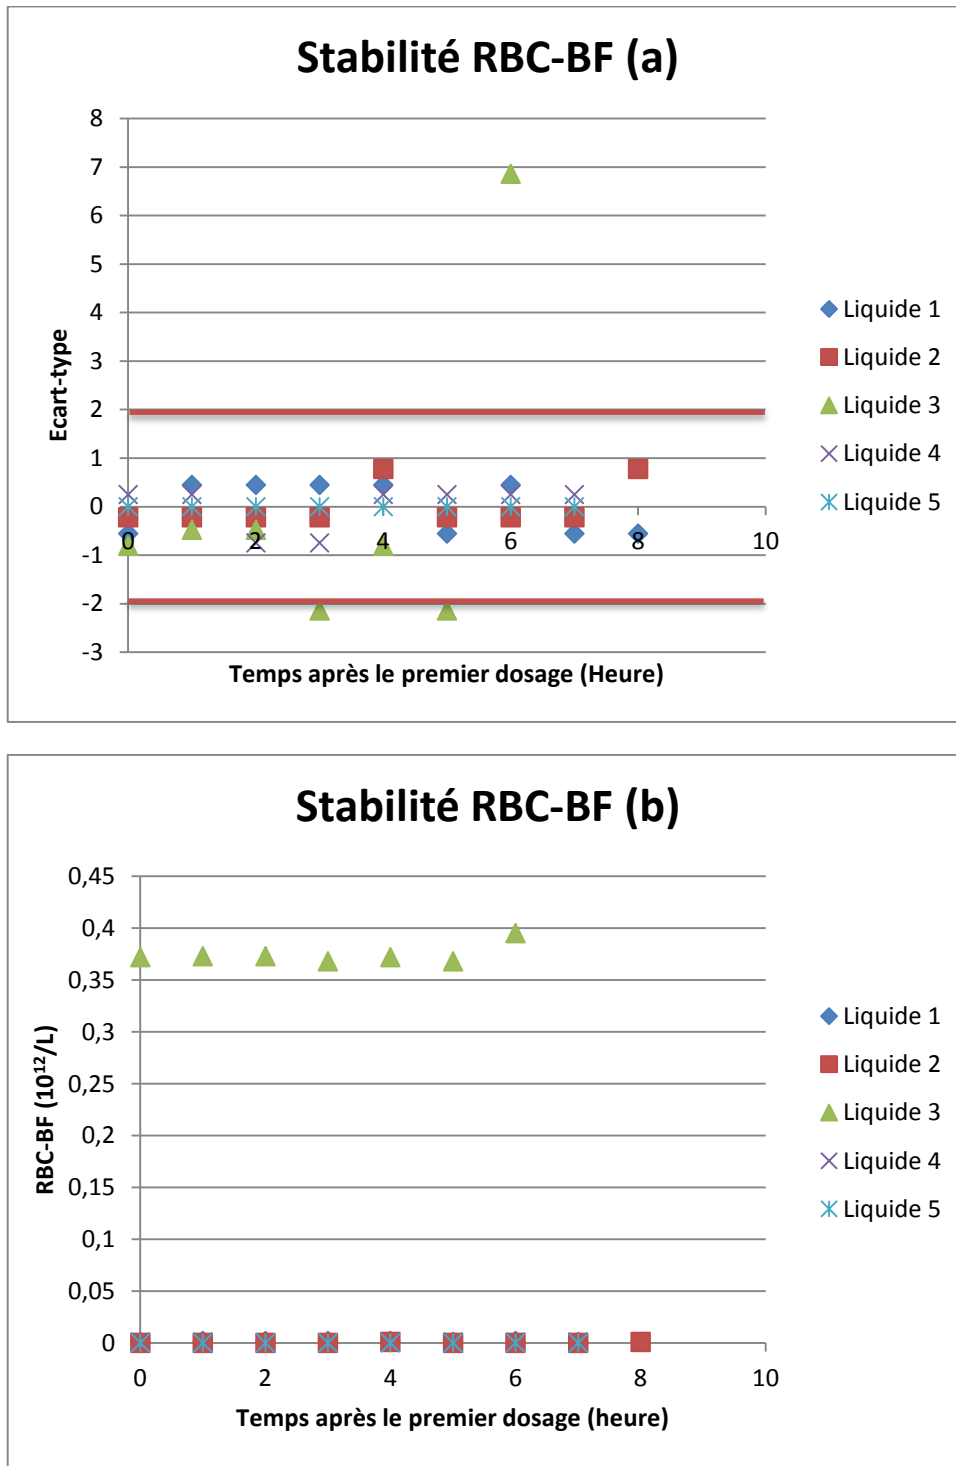 Stabilité RBC-BF (a)
8
7
6
5
4
3
2
1
0
-1
-2
-3
Ecart-type
0 2 4 6 8 10
Temps après le premier dosage (Heure)
Liquide 1
Liquide 2
Liquide 3
Liquide 4
Liquide 5
Stabilité RBC-BF (b)
0,45
0,4
0,35
0,3
0,25
0,2
0,15
0,1
0,05
0
RBC-BF (10¹²/L)
0 2 4 6 8 10
Temps après le premier dosage (heure)
Liquide 1
Liquide 2
Liquide 3
Liquide 4
Liquide 5